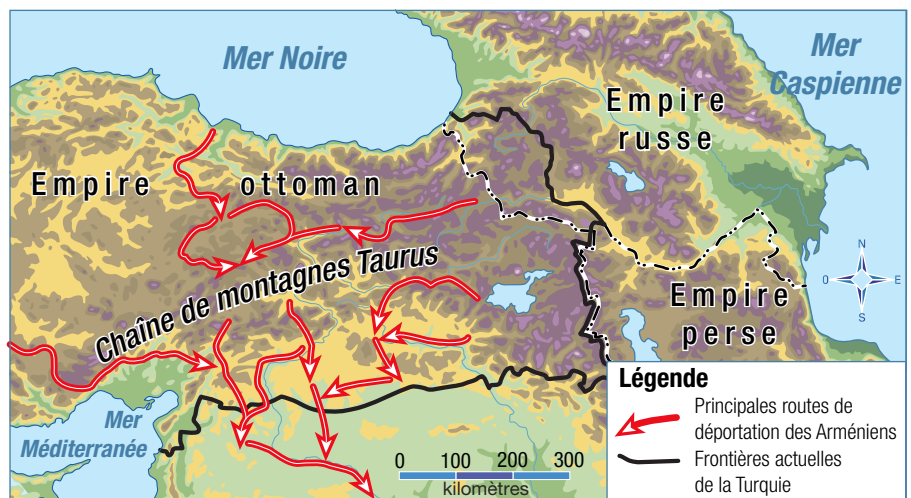 Mer Noire
Mer
Caspienne
Empire
russe
Empire ottoman
Chaîne de montagnes Taurus
N
O E
S
Empire
perse
Mer
Méditerranée
0 100 200 300
kilomètres
Légende
Principales routes de
déportation des Arméniens
Frontières actuelles
de la Turquie